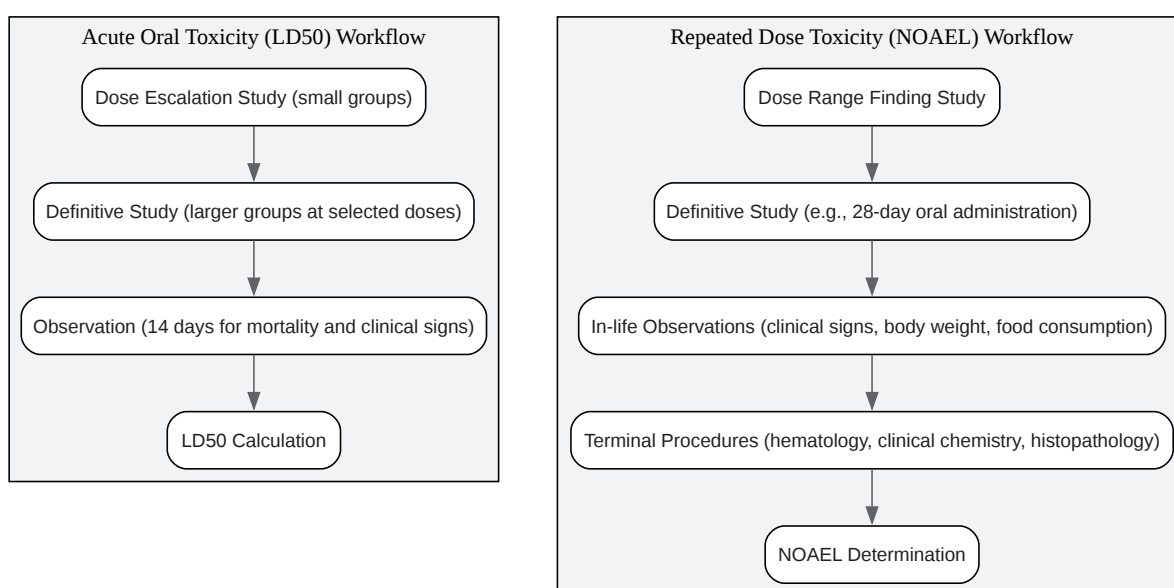 Acute Oral Toxicity (LD50) Workflow
Dose Escalation Study (small groups)
Definitive Study (larger groups at selected doses)
Observation (14 days for mortality and clinical signs)
LD50 Calculation
Repeated Dose Toxicity (NOAEL) Workflow
Dose Range Finding Study
Definitive Study (e.g., 28-day oral administration)
In-life Observations (clinical signs, body weight, food consumption)
Terminal Procedures (hematology, clinical chemistry, histopathology)
NOAEL Determination